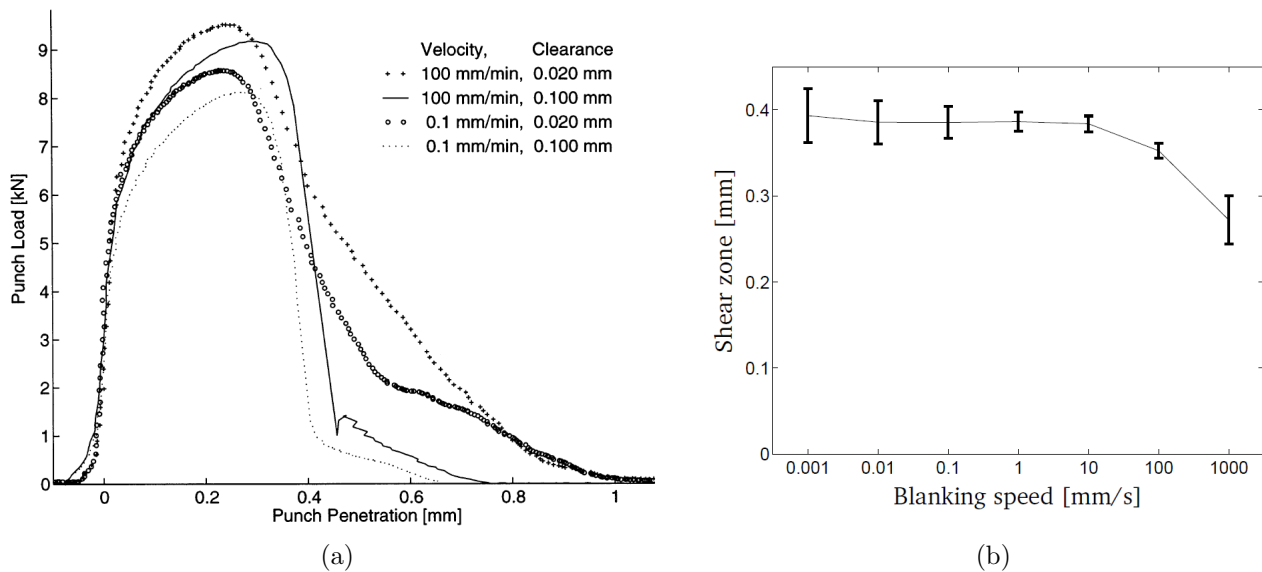 Velocity, Clearance
100 mm/min, 0.020 mm
100 mm/min, 0.100 mm
0.1 mm/min, 0.020 mm
0.1 mm/min, 0.100 mm
Punch Load [kN]
9
8
7
6
5
4
3
2
1
0
0 0.2 0.4 0.6 0.8 1
Punch Penetration [mm]
(a)
Shear zone [mm]
0.4
0.3
0.2
0.1
0
0.001 0.01 0.1 1 10 100 1000
Blanking speed [mm/s]
(b)